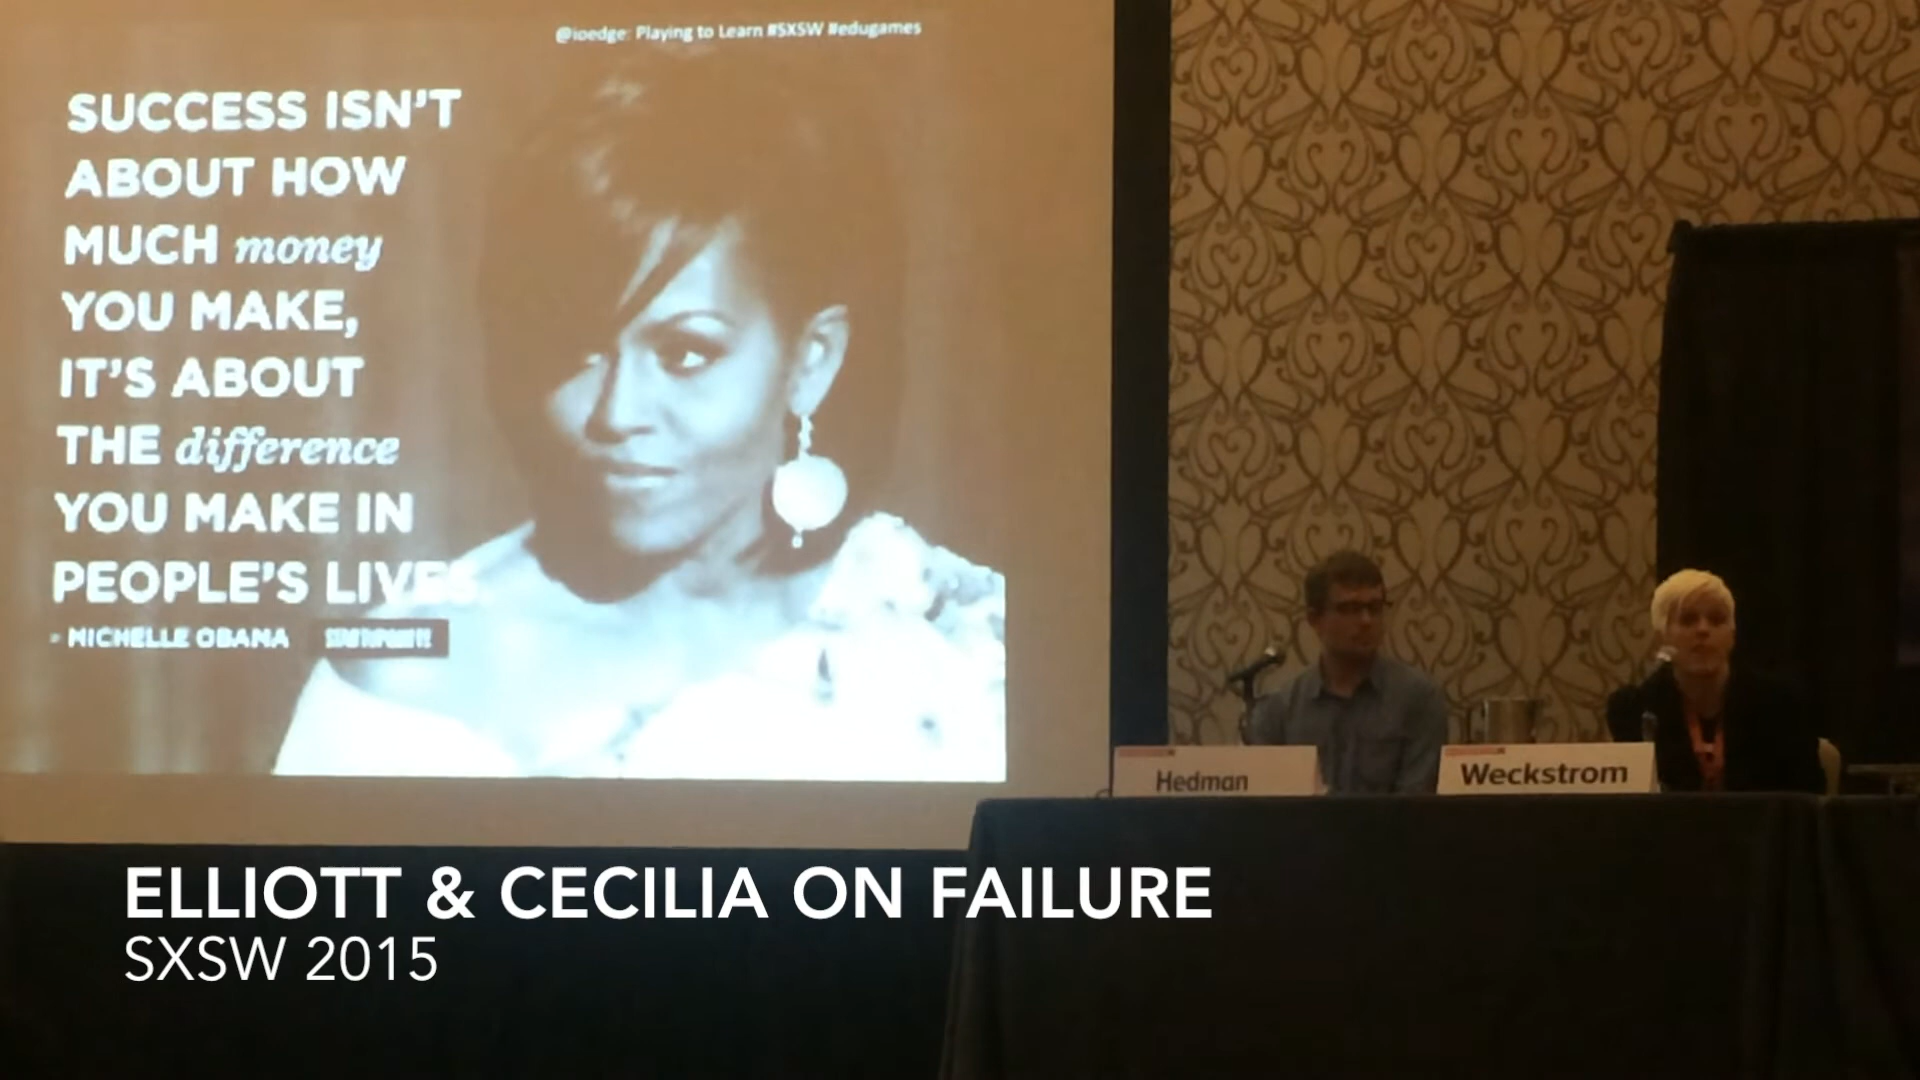 @ioedge: Playing to Learn #SXSW #edugames
SUCCESS ISN'T
ABOUT HOW
MUCH money
YOU MAKE,
IT'S ABOUT
THE difference
YOU MAKE IN
PEOPLE'S LIVES
- MICHELLE OBAMA
Hedman
Weckstrom
ELLIOTT & CECILIA ON FAILURE
SXSW 2015